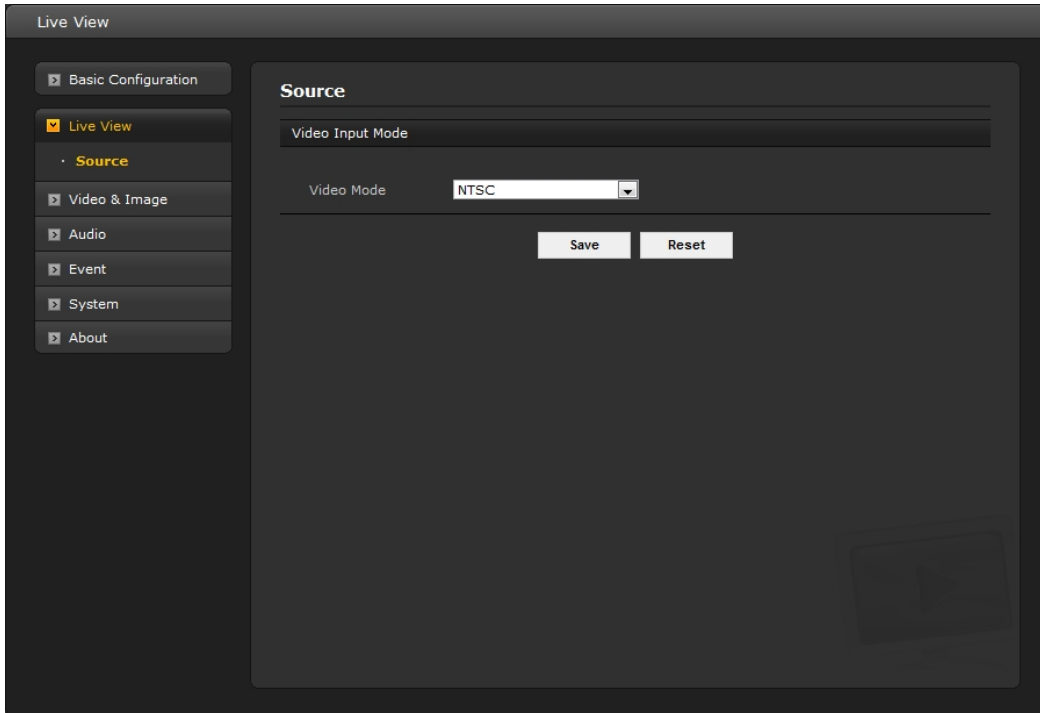 Live View
Basic Configuration
Live View
· Source
Video & Image
Audio
Event
System
About
Source
Video Input Mode
Video Mode NTSC
Save Reset